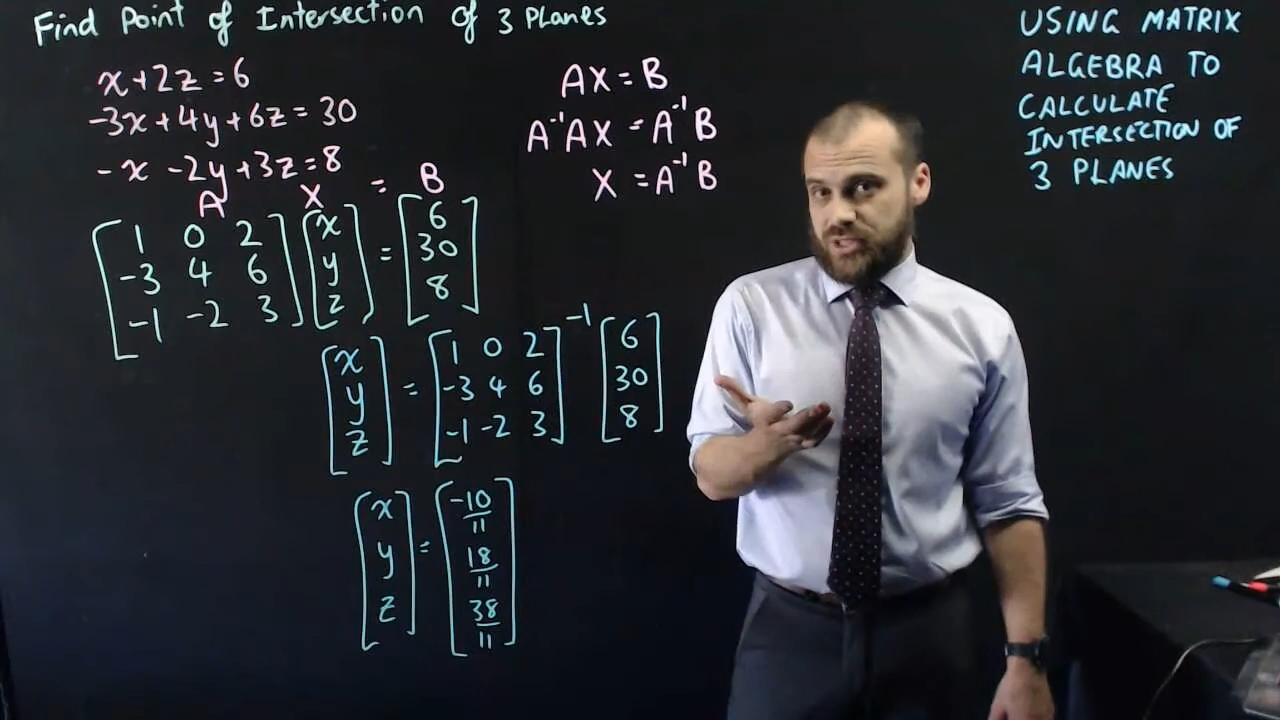 Find Point of Intersection of 3 Planes
x+2z=6
-3x+4y+6z=30
-x -2y+3z=8
A X = B
[1 0 2] [x] = [6]
[-3 4 6] [y] [30]
[-1 -2 3] [z] [8]
[x] = [1 0 2]⁻¹ [6]
[y] [-3 4 6] [30]
[z] [-1 -2 3] [8]
[x] = [-10/11]
[y] [18/11]
[z] [38/11]
AX = B
A⁻¹AX = A⁻¹B
X = A⁻¹B
USING MATRIX
ALGEBRA TO
CALCULATE
INTERSECTION OF
3 PLANES